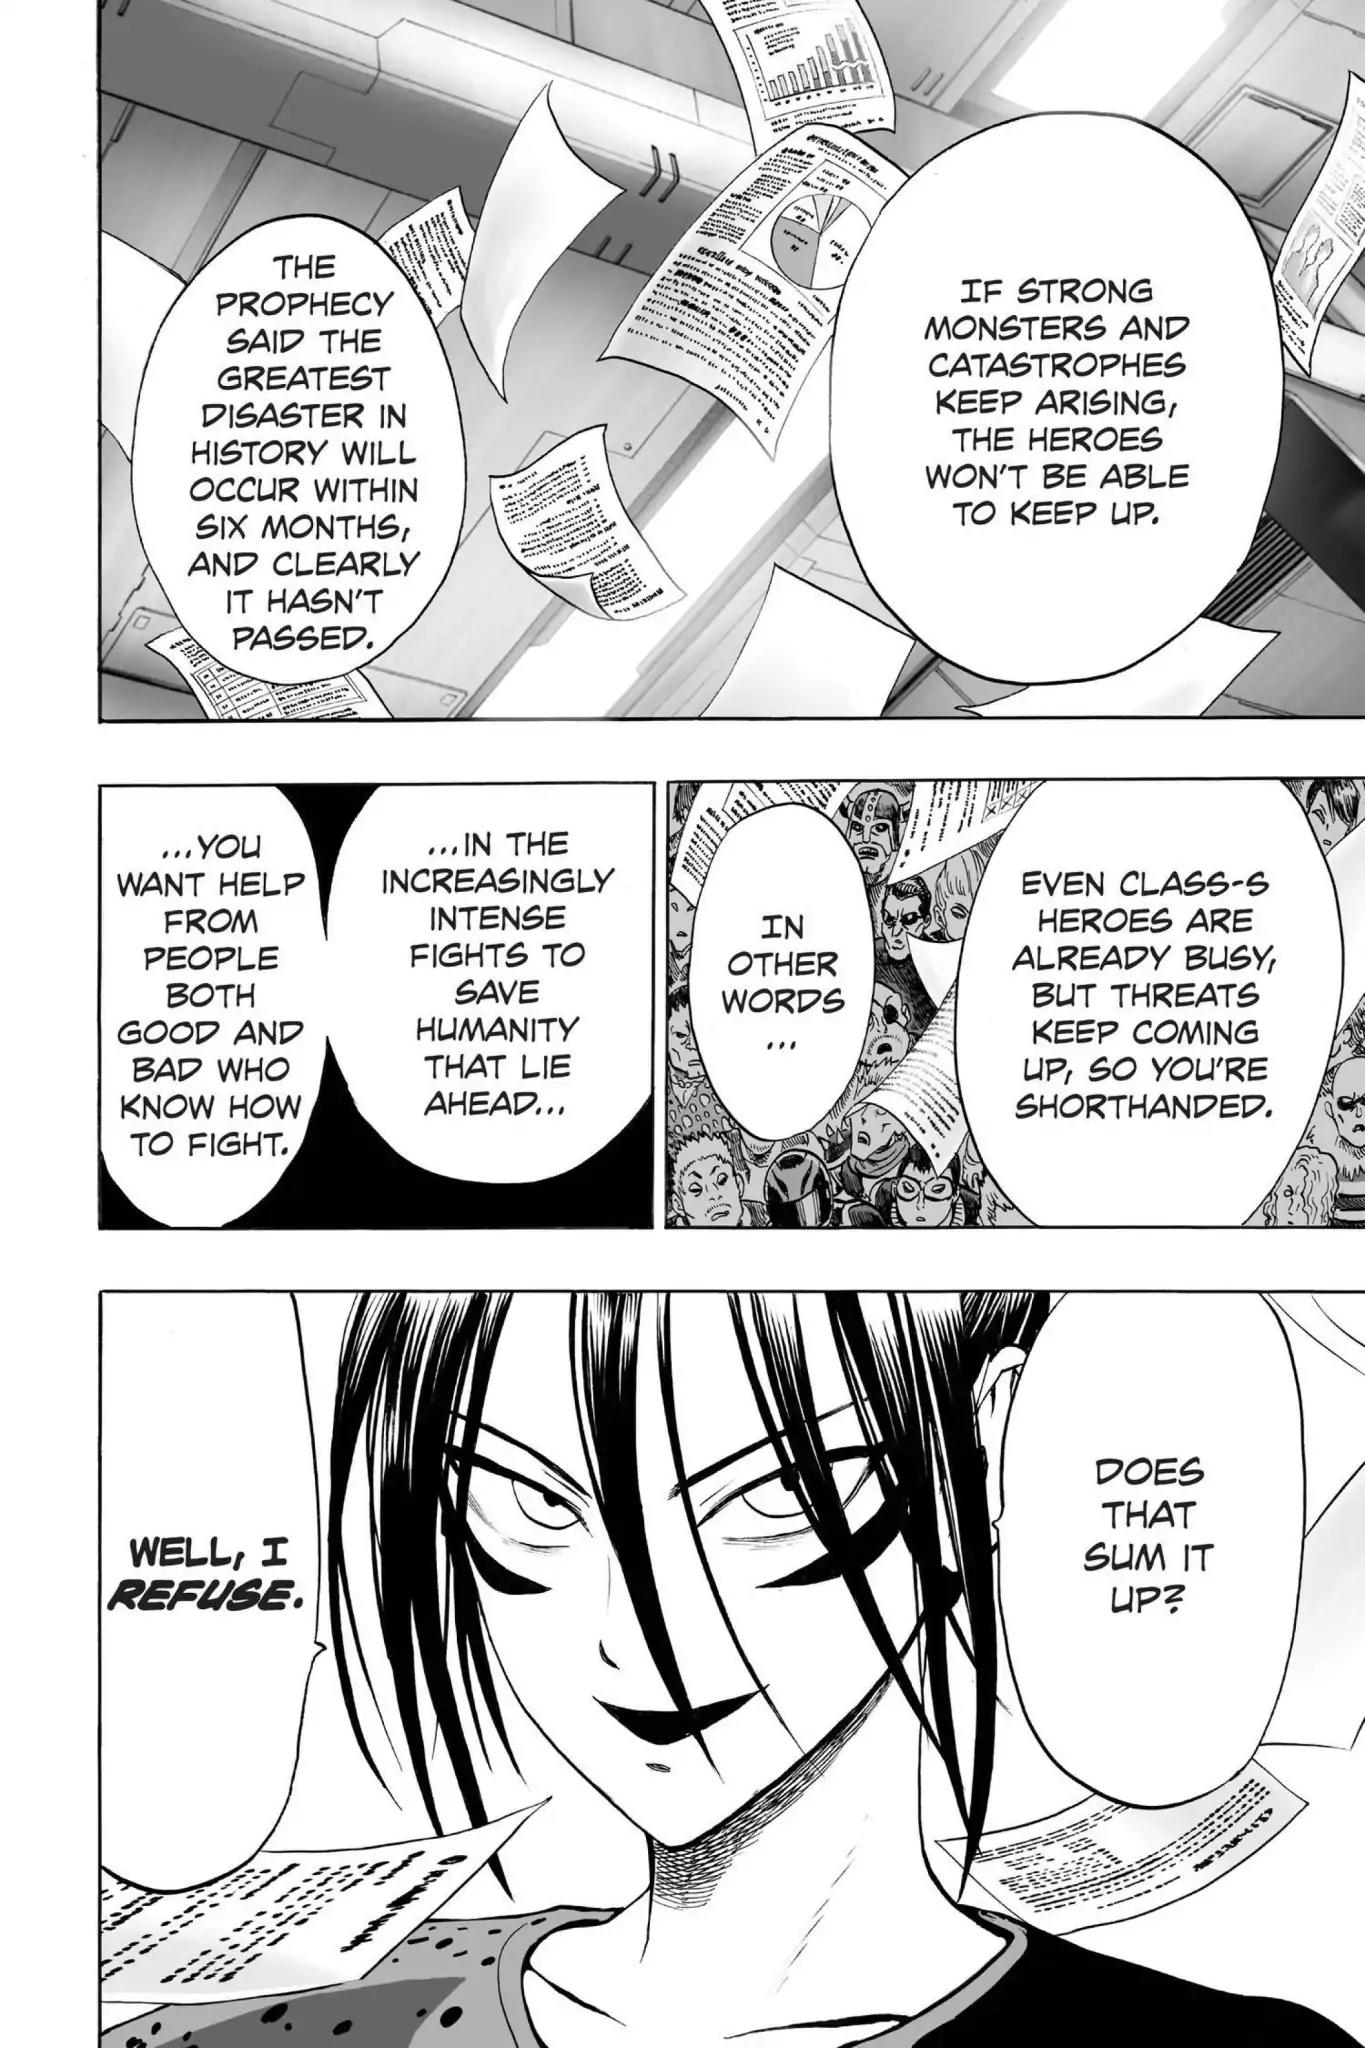 IF STRONG
MONSTERS AND
CATASTROPHES
KEEP ARISING,
THE HEROES
WON'T BE ABLE
TO KEEP UP.
THE
PROPHECY
SAID THE
GREATEST
DISASTER IN
HISTORY WILL
OCCUR WITHIN
SIX MONTHS,
AND CLEARLY
IT HASN'T
PASSED.
EVEN CLASS-S
HEROES ARE
ALREADY BUSY,
BUT THREATS
KEEP COMING
UP, SO YOU'RE
SHORTHANDED.
IN
OTHER
WORDS
...
...IN THE
INCREASINGLY
INTENSE
FIGHTS TO
SAVE
HUMANITY
THAT LIE
AHEAD...
...YOU
WANT HELP
FROM
PEOPLE
BOTH
GOOD AND
BAD WHO
KNOW HOW
TO FIGHT.
DOES
THAT
SUM IT
UP?
WELL, I
REFUSE.